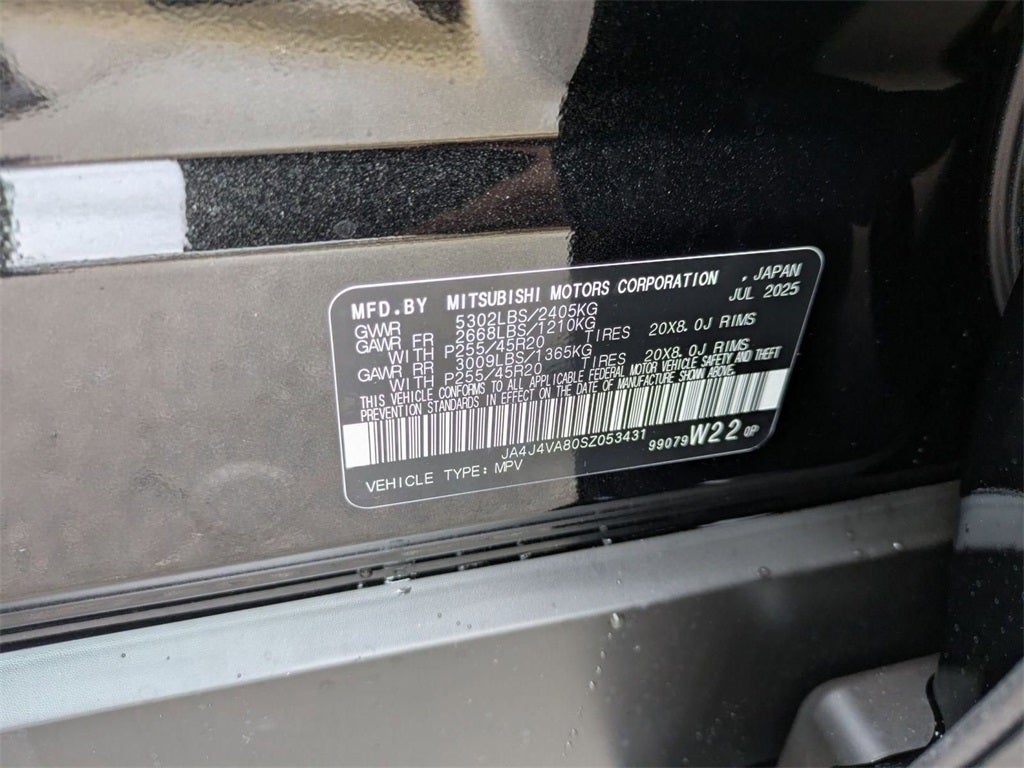 MFD. BY MITSUBISHI MOTORS CORPORATION , JAPAN
JUL 2025
GVWR 5302LBS/2405KG
GAWR FR 2668LBS/1210KG
WITH P255/45R20 TIRES 20X8.0J RIMS
GAWR RR 3009LBS/1365KG
WITH P255/45R20 TIRES 20X8.0J RIMS
THIS VEHICLE CONFORMS TO ALL APPLICABLE FEDERAL MOTOR VEHICLE SAFETY AND THEFT
PREVENTION STANDARDS IN EFFECT ON THE DATE OF MANUFACTURE SHOWN ABOVE.
JA4J4VA80SZ053431
99079 W22 QP
VEHICLE TYPE: MPV